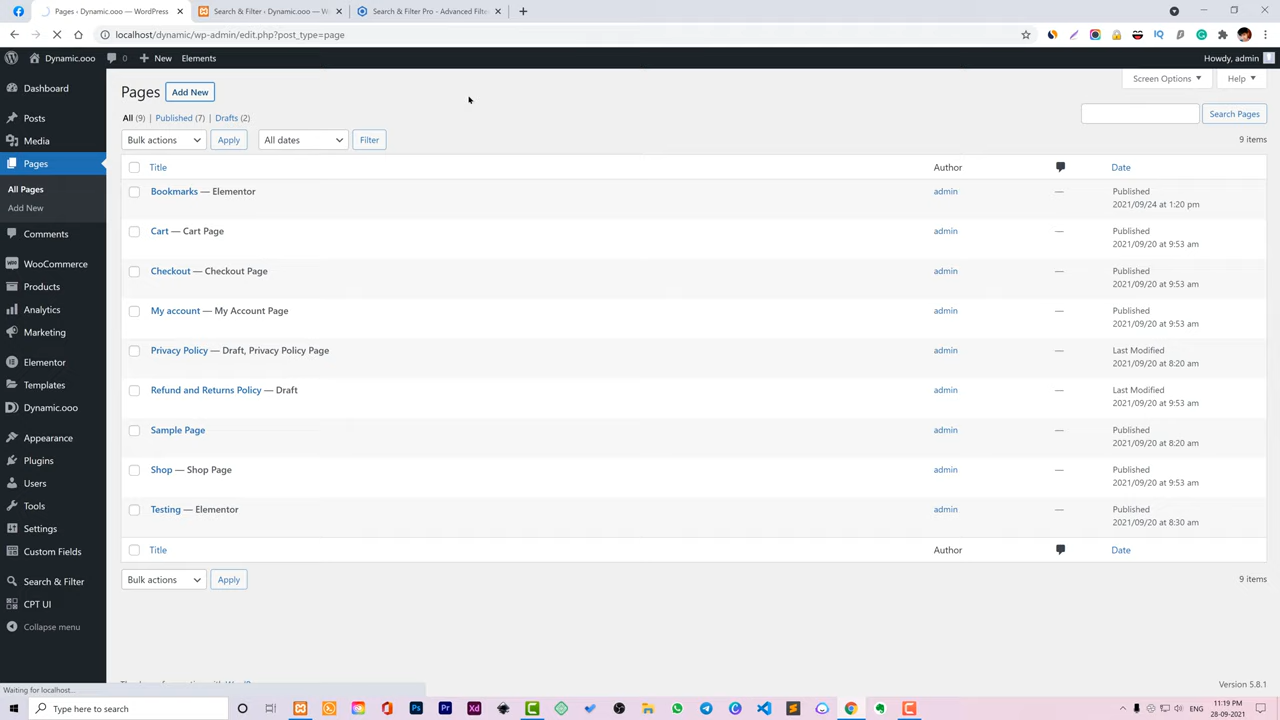 Pages ‹ Dynamic.ooo — WordPress
Search & Filter ‹ Dynamic.ooo — W
Search & Filter Pro - Advanced Filte
localhost/dynamic/wp-admin/edit.php?post_type=page
Dynamic.ooo
0
New
Elements
Howdy, admin
Dashboard
Posts
Media
Pages
All Pages
Add New
Comments
WooCommerce
Products
Analytics
Marketing
Elementor
Templates
Dynamic.ooo
Appearance
Plugins
Users
Tools
Settings
Custom Fields
Search & Filter
CPT UI
Collapse menu
Pages
Add New
Screen Options
Help
All (9)
Published (7)
Drafts (2)
Search Pages
Bulk actions
Apply
All dates
Filter
9 items
Title
Author
Date
Bookmarks — Elementor
admin
—
Published
2021/09/24 at 1:20 pm
Cart — Cart Page
admin
—
Published
2021/09/20 at 9:53 am
Checkout — Checkout Page
admin
—
Published
2021/09/20 at 9:53 am
My account — My Account Page
admin
—
Published
2021/09/20 at 9:53 am
Privacy Policy — Draft, Privacy Policy Page
admin
—
Last Modified
2021/09/20 at 8:20 am
Refund and Returns Policy — Draft
admin
—
Last Modified
2021/09/20 at 9:53 am
Sample Page
admin
—
Published
2021/09/20 at 8:20 am
Shop — Shop Page
admin
—
Published
2021/09/20 at 9:53 am
Testing — Elementor
admin
—
Published
2021/09/20 at 8:30 am
Title
Author
Date
Bulk actions
Apply
9 items
Version 5.8.1
Waiting for localhost...
Type here to search
ENG
11:19 PM
28-09-2021